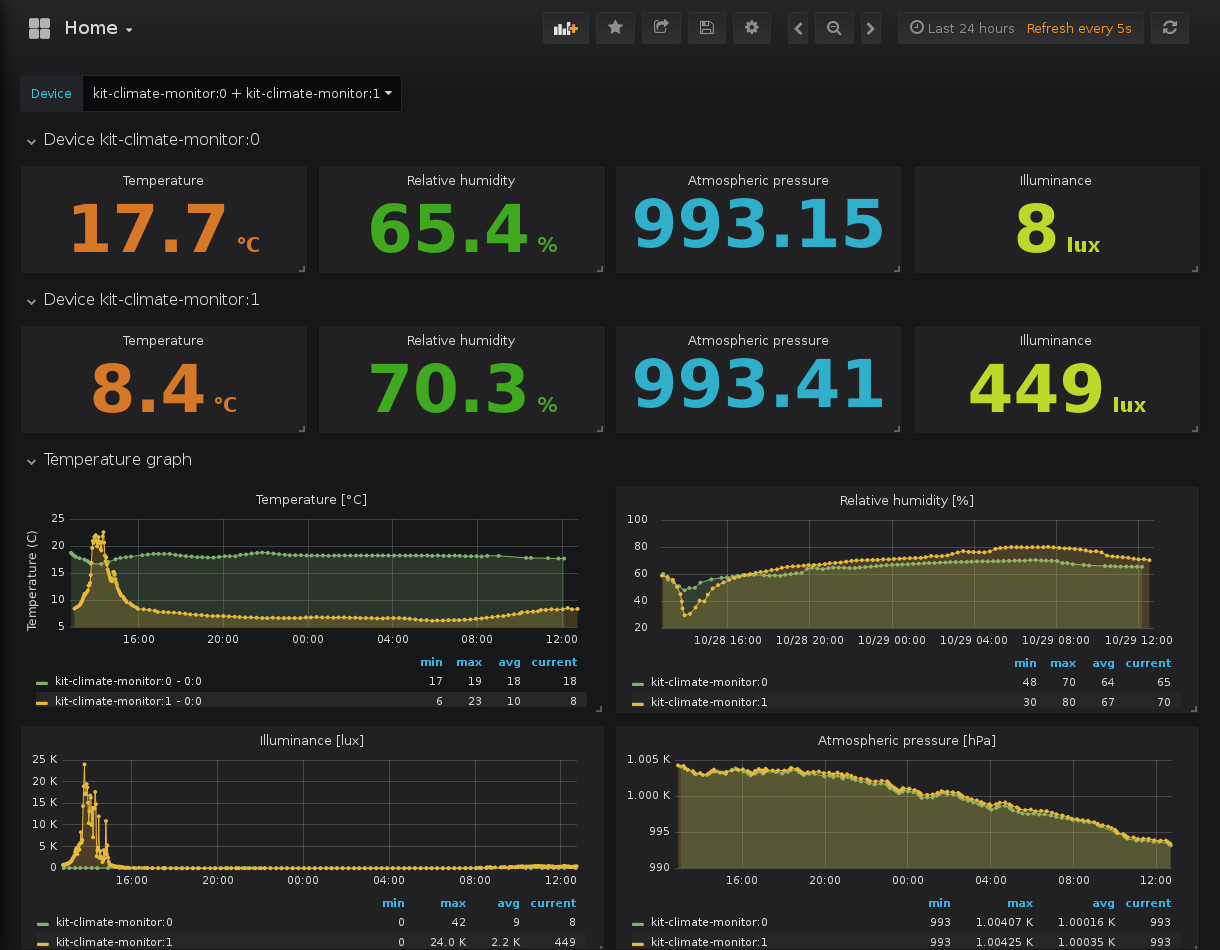 Home
Last 24 hours Refresh every 5s
Device kit-climate-monitor:0 + kit-climate-monitor:1
Device kit-climate-monitor:0
Temperature Relative humidity Atmospheric pressure Illuminance
17.7 °C 65.4 % 993.15 8 lux
Device kit-climate-monitor:1
Temperature Relative humidity Atmospheric pressure Illuminance
8.4 °C 70.3 % 993.41 449 lux
Temperature graph
Temperature [°C]
Temperature (C)
25
20
15
10
5
16:00 20:00 00:00 04:00 08:00 12:00
min max avg current
kit-climate-monitor:0 - 0:0 17 19 18 18
kit-climate-monitor:1 - 0:0 6 23 10 8
Relative humidity [%]
100
80
60
40
20
10/28 16:00 10/28 20:00 10/29 00:00 10/29 04:00 10/29 08:00 10/29 12:00
min max avg current
kit-climate-monitor:0 48 70 64 65
kit-climate-monitor:1 30 80 67 70
Illuminance [lux]
25 K
20 K
15 K
10 K
5 K
0
16:00 20:00 00:00 04:00 08:00 12:00
min max avg current
kit-climate-monitor:0 0 42 9 8
kit-climate-monitor:1 0 24.0 K 2.2 K 449
Atmospheric pressure [hPa]
1.005 K
1.000 K
995
990
16:00 20:00 00:00 04:00 08:00 12:00
min max avg current
kit-climate-monitor:0 993 1.00407 K 1.00016 K 993
kit-climate-monitor:1 993 1.00425 K 1.00035 K 993